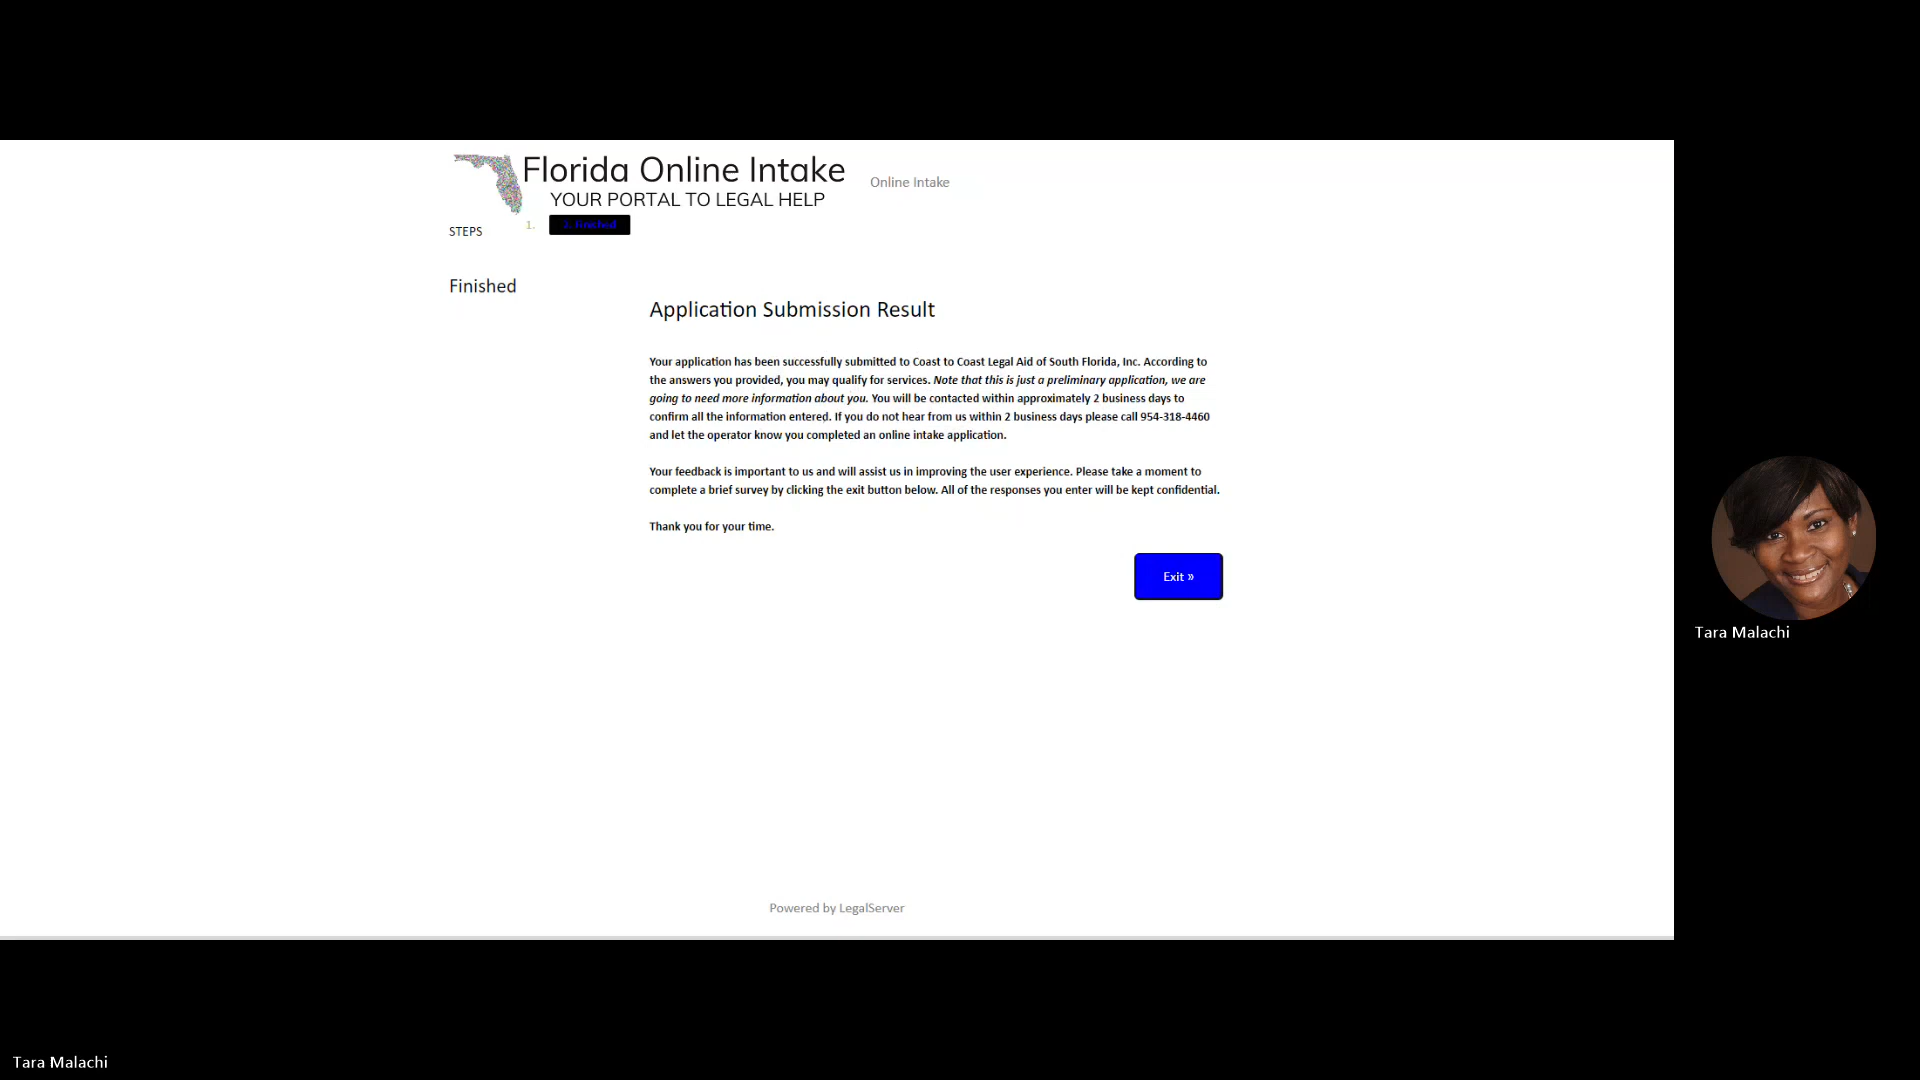 Florida Online Intake
YOUR PORTAL TO LEGAL HELP
Online Intake
STEPS
1.
2. Finished
Finished
Application Submission Result
Your application has been successfully submitted to Coast to Coast Legal Aid of South Florida, Inc. According to
the answers you provided, you may qualify for services. Note that this is just a preliminary application, we are
going to need more information about you. You will be contacted within approximately 2 business days to
confirm all the information entered. If you do not hear from us within 2 business days please call 954-318-4460
and let the operator know you completed an online intake application.
Your feedback is important to us and will assist us in improving the user experience. Please take a moment to
complete a brief survey by clicking the exit button below. All of the responses you enter will be kept confidential.
Thank you for your time.
Exit »
Tara Malachi
Powered by LegalServer
Tara Malachi